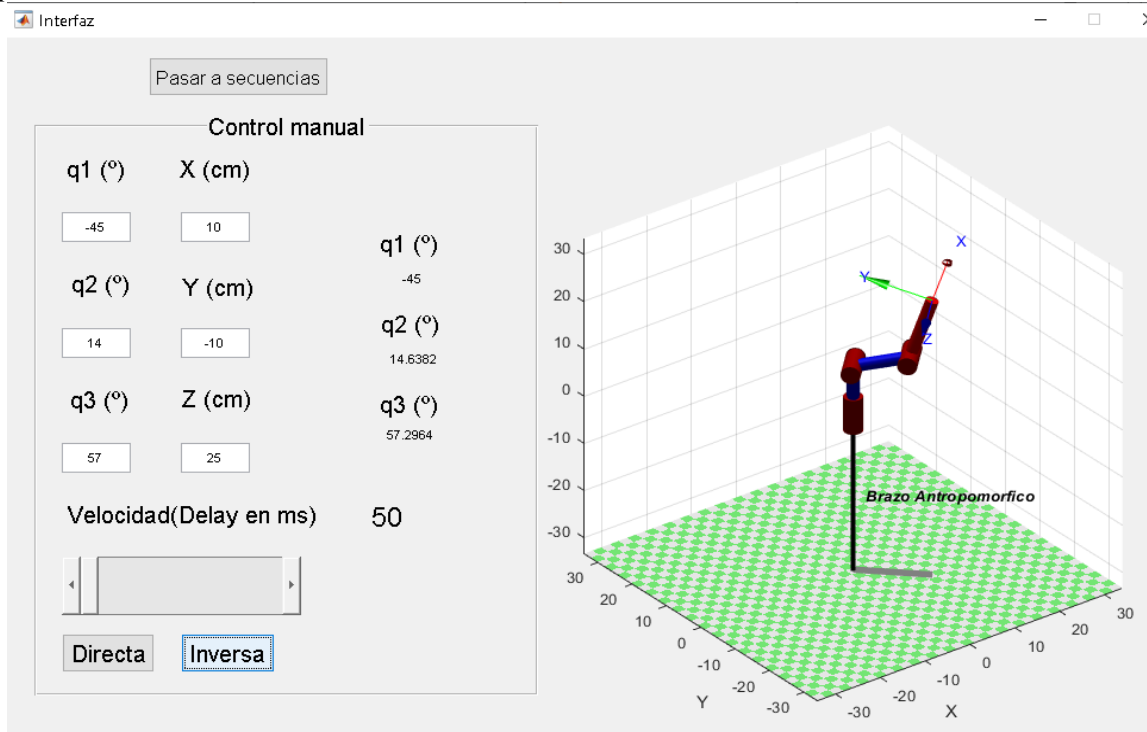 Interfaz
Pasar a secuencias
Control manual
q1 (º) X (cm)
-45 10
q2 (º) Y (cm)
14 -10
q3 (º) Z (cm)
57 25
q1 (º)
-45
q2 (º)
14.6382
q3 (º)
57.2964
Velocidad(Delay en ms) 50
Directa Inversa
30
20
10
0
-10
-20
-30
X
Y
Z
Brazo Antropomorfico
30
20
10
0
-10
-20
-30
Y
-30
-20
-10
0
10
20
30
X